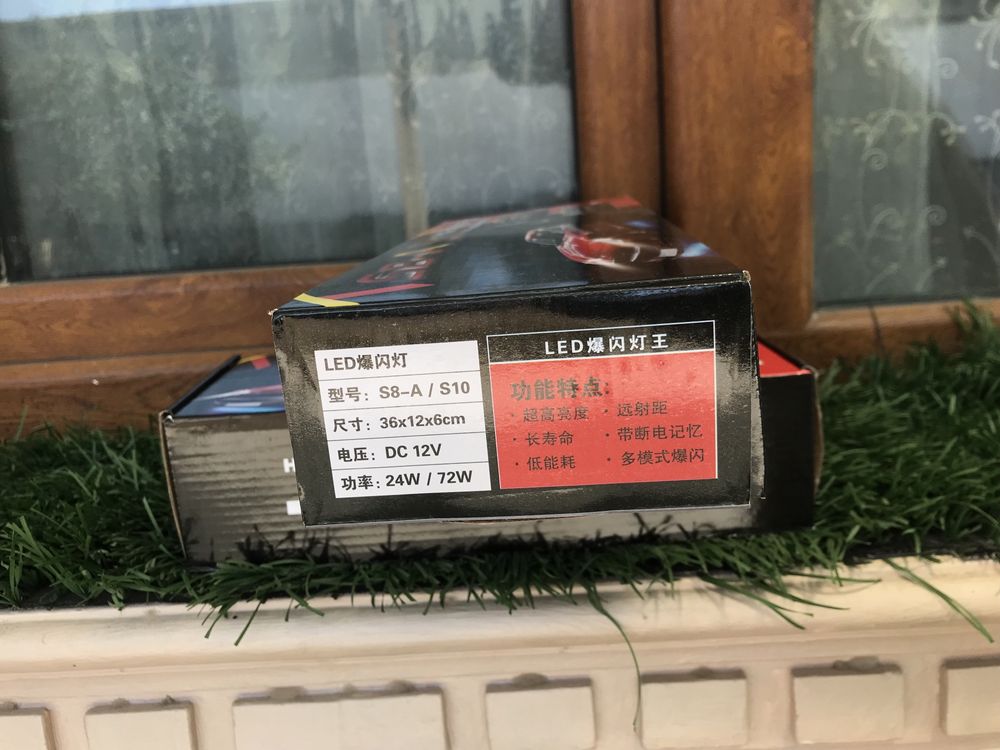 LED爆闪灯
型号: S8-A / S10
尺寸: 36x12x6cm
电压: DC 12V
功率: 24W / 72W
LED爆闪灯王
功能特点:
· 超高亮度 · 远射距
· 长寿命 · 带断电记忆
· 低能耗 · 多模式爆闪